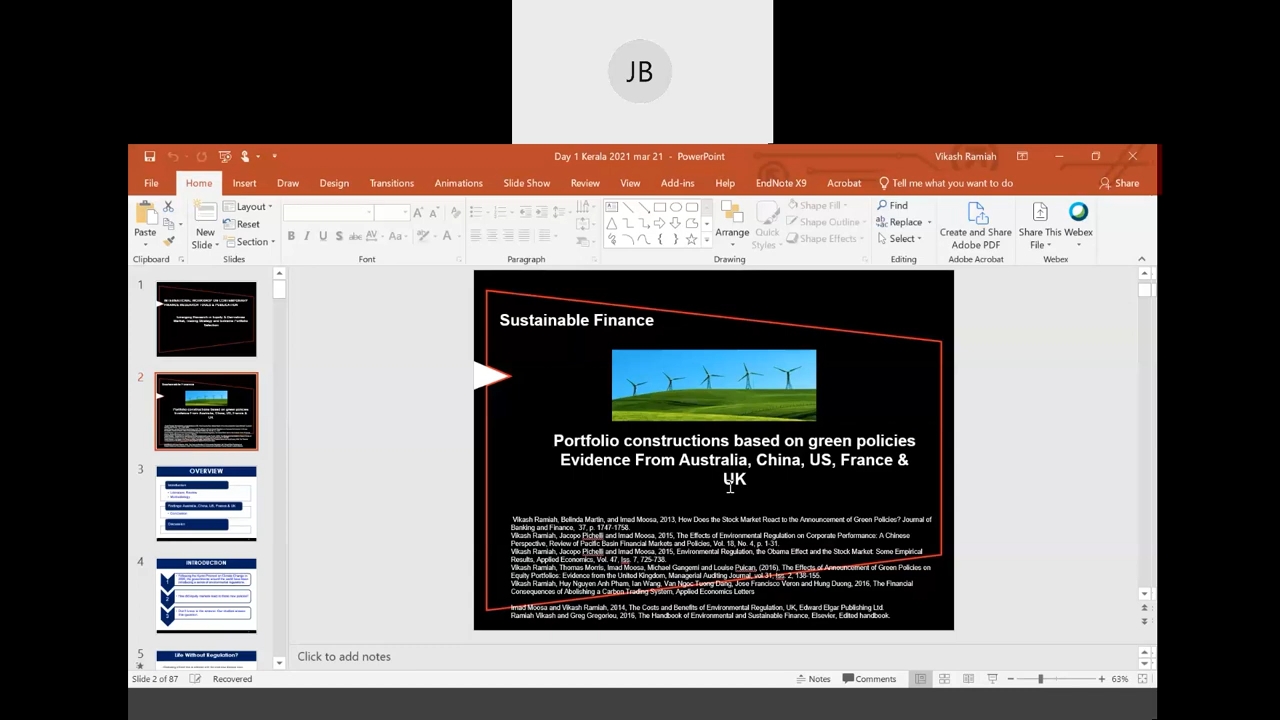 JB
Day 1 Kerala 2021 mar 21 - PowerPoint
Vikash Ramiah
File Home Insert Draw Design Transitions Animations Slide Show Review View Add-ins Help EndNote X9 Acrobat Tell me what you want to do Share
Paste
New
Slide
Layout
Reset
Section
B I U S abc AV Aa A
Arrange
Quick
Styles
Shape Fill
Shape Outline
Shape Effects
Find
Replace
Select
Create and Share
Adobe PDF
Share This
File
Webex
Clipboard Slides Font Paragraph Drawing Editing Adobe Acrobat Webex
1
2
3
OVERVIEW
4
INTRODUCTION
5
Life Without Regulation?
Sustainable Finance
Portfolio constructions based on green policies
Evidence From Australia, China, US, France &
UK
Vikash Ramiah, Belinda Martin, and Imad Moosa, 2013, How Does the Stock Market React to the Announcement of Green Policies? Journal of
Banking and Finance, 37, p. 1747-1758.
Vikash Ramiah, Jacopo Pichelli and Imad Moosa, 2015, The Effects of Environmental Regulation on Corporate Performance: A Chinese
Perspective, Review of Pacific Basin Financial Markets and Policies, Vol. 18, No. 4, p. 1-31.
Vikash Ramiah, Jacopo Pichelli and Imad Moosa, 2015, Environmental Regulation, the Obama Effect and the Stock Market: Some Empirical
Results, Applied Economics, Vol. 47, Iss. 7, 725-738.
Vikash Ramiah, Thomas Morris, Imad Moosa, Michael Gangemi and Louise Puican, (2016), The Effects of Announcement of Green Policies on
Equity Portfolios: Evidence from the United Kingdom, Managerial Auditing Journal, vol.31, Iss. 2, 138-155.
Vikash Ramiah, Huy Nguyen Anh Pham, Ian Wang, Van Ngoc Tuong Dang, Jose Francisco Veron and Imad Hung Duong, 2016, The Financial
Consequences of Abolishing a Carbon Trading System, Applied Economics Letters
Imad Moosa and Vikash Ramiah, 2014, The Costs and Benefits of Environmental Regulation, UK, Edward Elgar Publishing Ltd.
Ramiah Vikash and Greg Gregoriou, 2016, The Handbook of Environmental and Sustainable Finance, Elsevier, Edited handbook.
Click to add notes
Slide 2 of 87 Recovered Notes Comments 63%